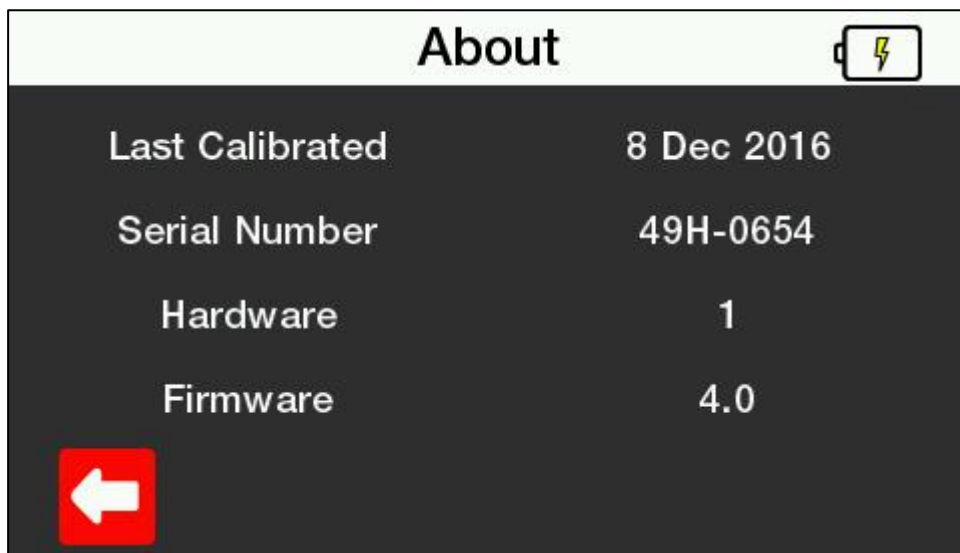 About
Last Calibrated 8 Dec 2016
Serial Number 49H-0654
Hardware 1
Firmware 4.0